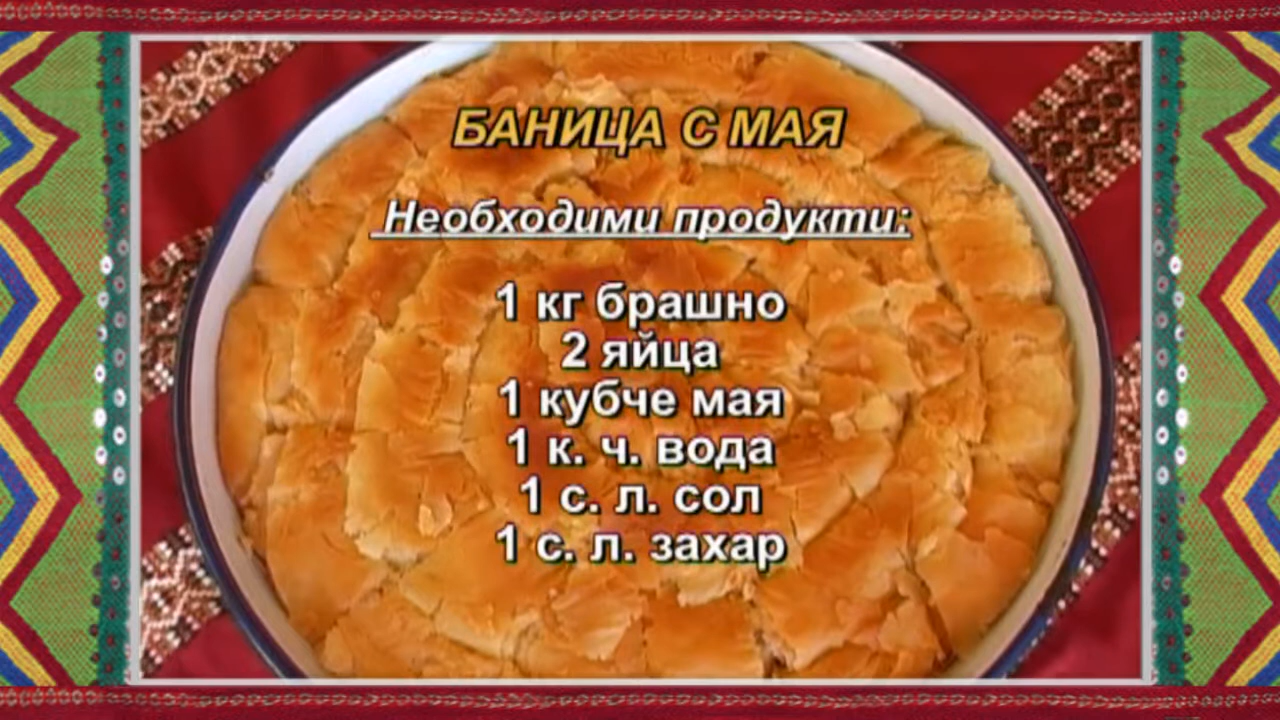 БАНИЦА С МАЯ
Необходими продукти:
1 кг брашно
2 яйца
1 кубче мая
1 к. ч. вода
1 с. л. сол
1 с. л. захар